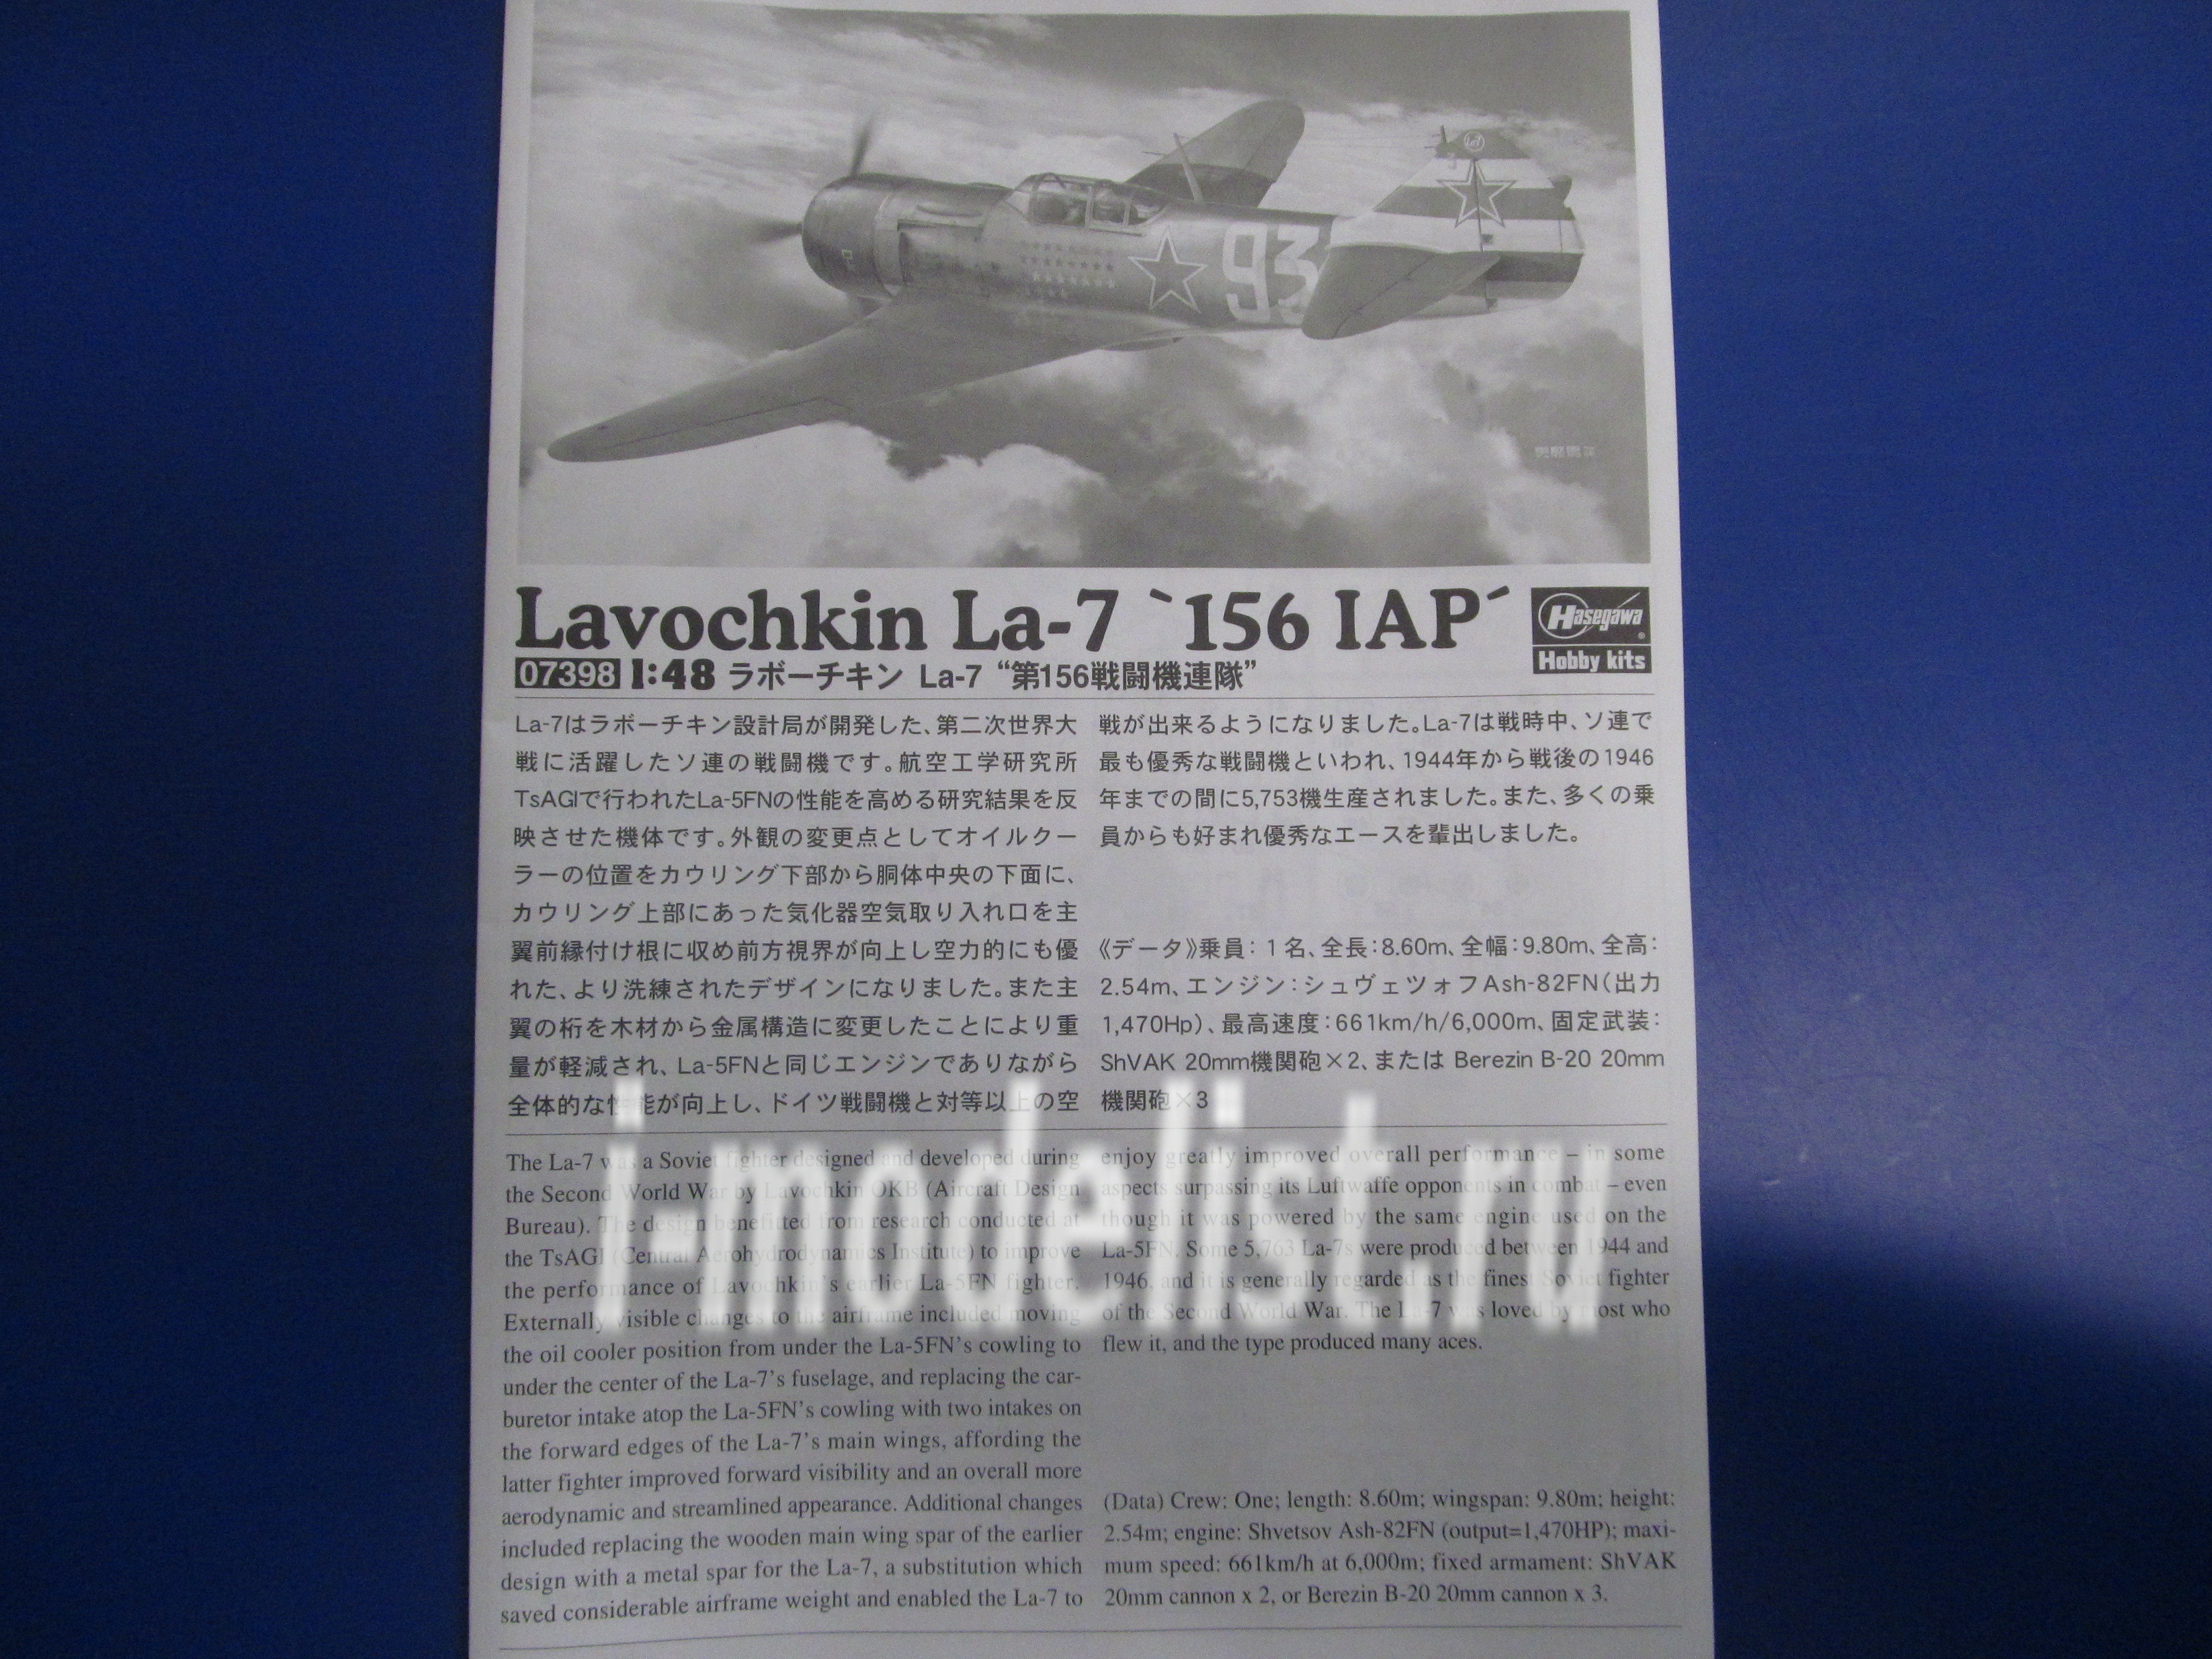 93
Lavochkin La-7 `156 IAP´
Hasegawa
Hobby kits
07398 1:48 ラボーチキン La-7 “第156戦闘機連隊”
La-7はラボーチキン設計局が開発した、第二次世界大
戦に活躍したソ連の戦闘機です。航空工学研究所
TsAGIで行われたLa-5FNの性能を高める研究結果を反
映させた機体です。外観の変更点としてオイルクー
ラーの位置をカウリング下部から胴体中央の下面に、
カウリング上部にあった気化器空気取り入れ口を主
翼前縁付け根に収め前方視界が向上し空力的にも優
れた、より洗練されたデザインになりました。また主
翼の桁を木材から金属構造に変更したことにより重
量が軽減され、La-5FNと同じエンジンでありながら
全体的な性能が向上し、ドイツ戦闘機と対等以上の空
戦が出来るようになりました。La-7は戦時中、ソ連で
最も優秀な戦闘機といわれ、1944年から戦後の1946
年までの間に5,753機生産されました。また、多くの乗
員からも好まれ優秀なエースを輩出しました。
《データ》乗員：1名、全長：8.60m、全幅：9.80m、全高：
2.54m、エンジン：シュヴェツォフAsh-82FN（出力
1,470Hp）、最高速度：661km/h/6,000m、固定武装：
ShVAK 20mm機関砲×2、または Berezin B-20 20mm
機関砲×3
The La-7 was a Soviet fighter designed and developed during
the Second World War by Lavochkin OKB (Aircraft Design
Bureau). The design benefitted from research conducted at
the TsAGI (Central Aerohydrodynamics Institute) to improve
the performance of Lavochkin's earlier La-5FN fighter.
Externally visible changes to the airframe included moving
the oil cooler position from under the La-5FN's cowling to
under the center of the La-7's fuselage, and replacing the car-
buretor intake atop the La-5FN's cowling with two intakes on
the forward edges of the La-7's main wings, affording the
latter fighter improved forward visibility and an overall more
aerodynamic and streamlined appearance. Additional changes
included replacing the wooden main wing spar of the earlier
design with a metal spar for the La-7, a substitution which
saved considerable airframe weight and enabled the La-7 to
enjoy greatly improved overall performance – in some
aspects surpassing its Luftwaffe opponents in combat – even
though it was powered by the same engine used on the
La-5FN. Some 5,763 La-7s were produced between 1944 and
1946, and it is generally regarded as the finest Soviet fighter
of the Second World War. The La-7 was loved by most who
flew it, and the type produced many aces.
(Data) Crew: One; length: 8.60m; wingspan: 9.80m; height:
2.54m; engine: Shvetsov Ash-82FN (output=1,470HP); maxi-
mum speed: 661km/h at 6,000m; fixed armament: ShVAK
20mm cannon x 2, or Berezin B-20 20mm cannon x 3.
i-modelist.ru